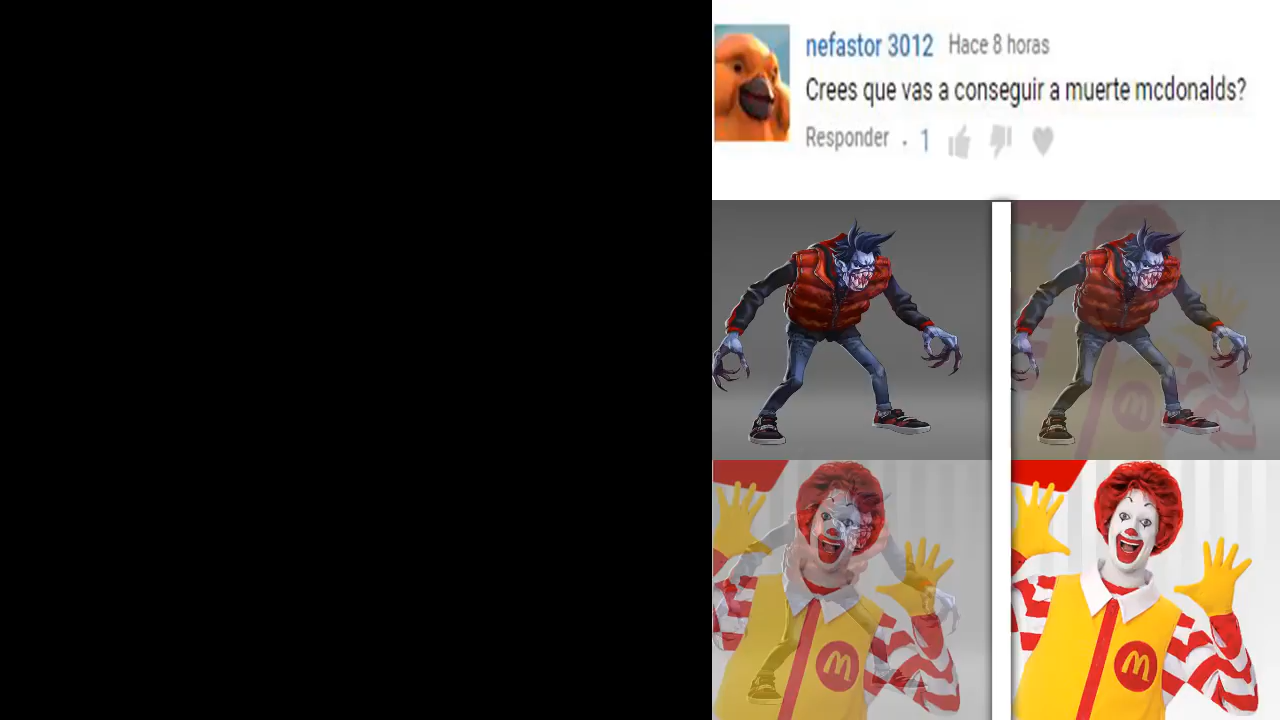 nefastor 3012 Hace 8 horas
Crees que vas a conseguir a muerte mcdonalds?
Responder . 1